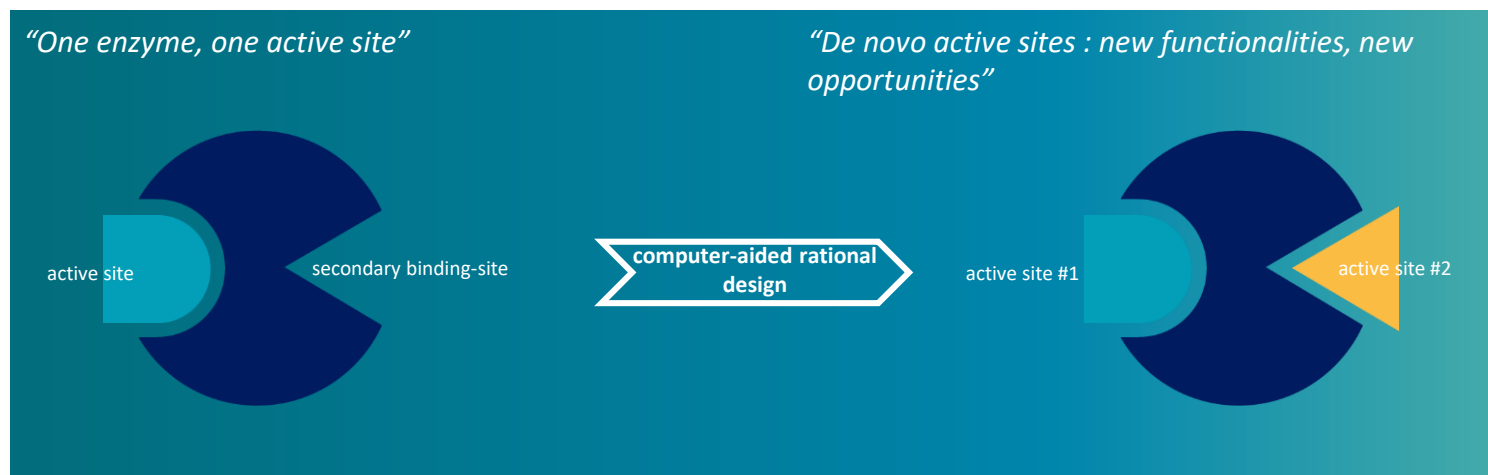 “One enzyme, one active site”
“De novo active sites : new functionalities, new
opportunities”
active site
secondary binding-site
computer-aided rational
design
active site #1
active site #2